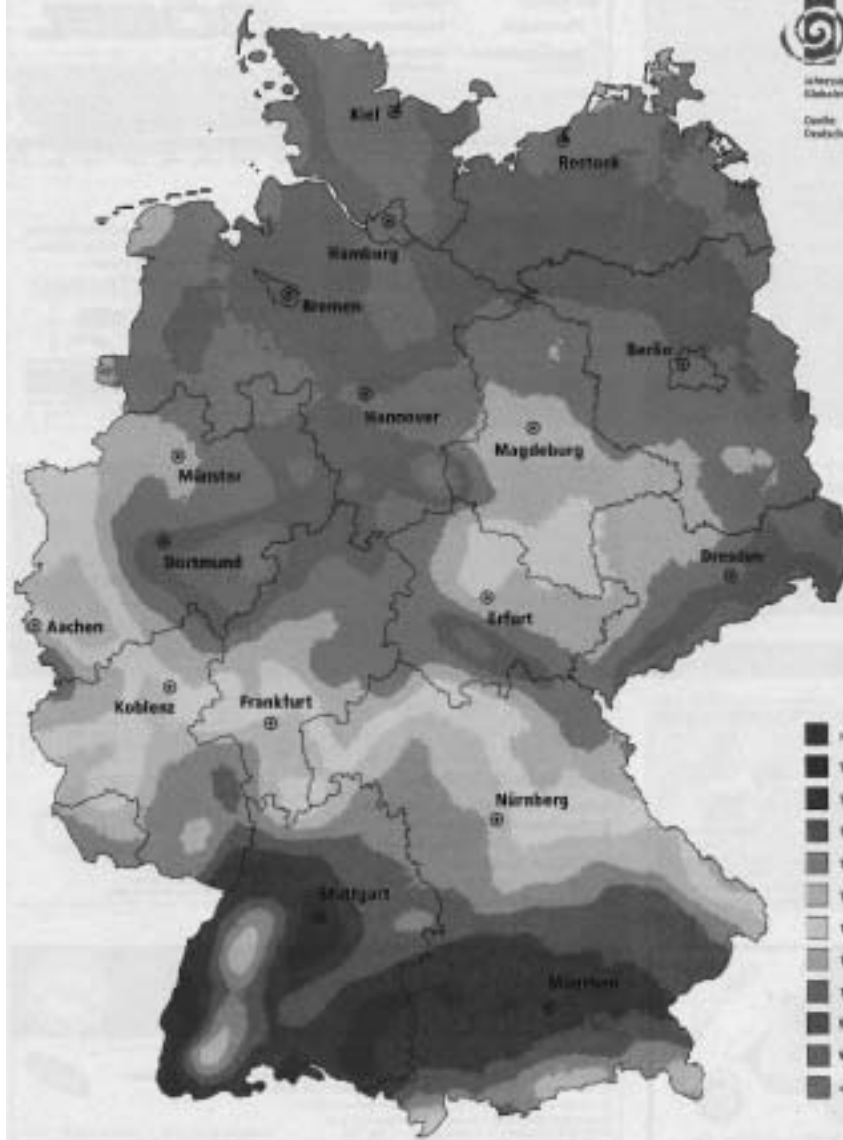 Kiel
Rostock
Hamburg
Bremen
Berlin
Hannover
Magdeburg
Münster
Dortmund
Dresden
Erfurt
Aachen
Koblenz
Frankfurt
Nürnberg
Stuttgart
München